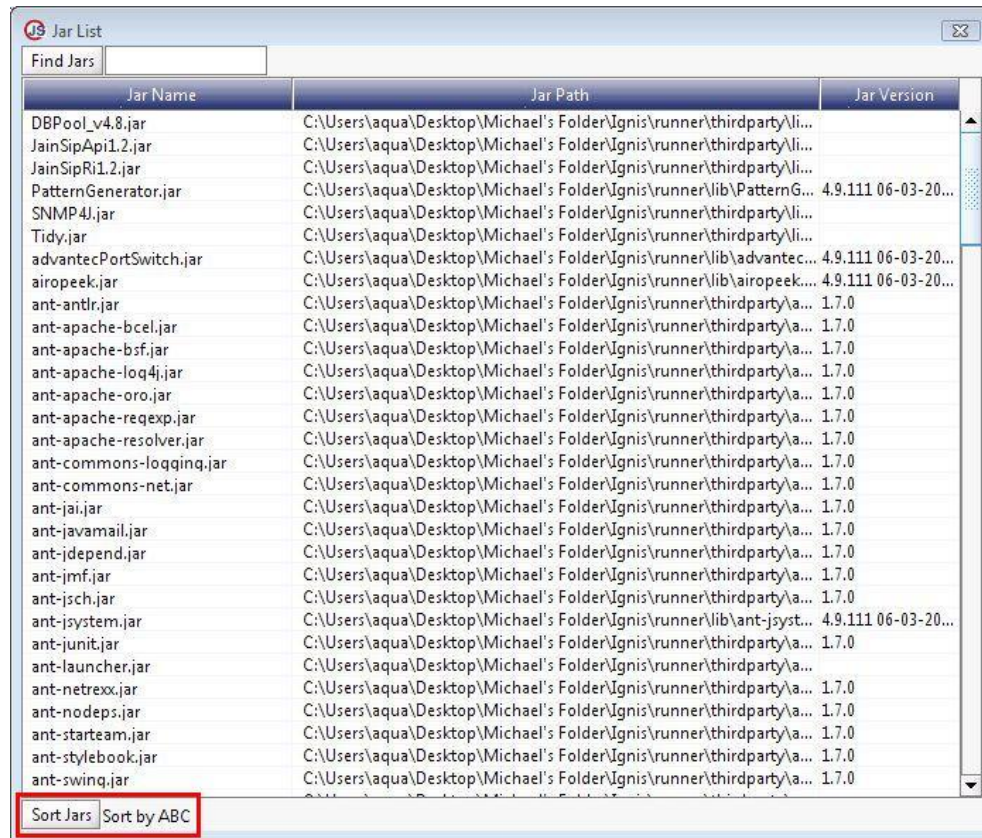 JS Jar List
Find Jars
Jar Name Jar Path Jar Version
DBPool_v4.8.jar C:\Users\aqua\Desktop\Michael's Folder\Ignis\runner\thirdparty\li...
JainSipApi1.2.jar C:\Users\aqua\Desktop\Michael's Folder\Ignis\runner\thirdparty\li...
JainSipRi1.2.jar C:\Users\aqua\Desktop\Michael's Folder\Ignis\runner\thirdparty\li...
PatternGenerator.jar C:\Users\aqua\Desktop\Michael's Folder\Ignis\runner\lib\PatternG... 4.9.111 06-03-20...
SNMP4J.jar C:\Users\aqua\Desktop\Michael's Folder\Ignis\runner\thirdparty\li...
Tidy.jar C:\Users\aqua\Desktop\Michael's Folder\Ignis\runner\thirdparty\li...
advantecPortSwitch.jar C:\Users\aqua\Desktop\Michael's Folder\Ignis\runner\lib\advantec... 4.9.111 06-03-20...
airopeek.jar C:\Users\aqua\Desktop\Michael's Folder\Ignis\runner\lib\airopeek.... 4.9.111 06-03-20...
ant-antlr.jar C:\Users\aqua\Desktop\Michael's Folder\Ignis\runner\thirdparty\a... 1.7.0
ant-apache-bcel.jar C:\Users\aqua\Desktop\Michael's Folder\Ignis\runner\thirdparty\a... 1.7.0
ant-apache-bsf.jar C:\Users\aqua\Desktop\Michael's Folder\Ignis\runner\thirdparty\a... 1.7.0
ant-apache-log4j.jar C:\Users\aqua\Desktop\Michael's Folder\Ignis\runner\thirdparty\a... 1.7.0
ant-apache-oro.jar C:\Users\aqua\Desktop\Michael's Folder\Ignis\runner\thirdparty\a... 1.7.0
ant-apache-regexp.jar C:\Users\aqua\Desktop\Michael's Folder\Ignis\runner\thirdparty\a... 1.7.0
ant-apache-resolver.jar C:\Users\aqua\Desktop\Michael's Folder\Ignis\runner\thirdparty\a... 1.7.0
ant-commons-logging.jar C:\Users\aqua\Desktop\Michael's Folder\Ignis\runner\thirdparty\a... 1.7.0
ant-commons-net.jar C:\Users\aqua\Desktop\Michael's Folder\Ignis\runner\thirdparty\a... 1.7.0
ant-jai.jar C:\Users\aqua\Desktop\Michael's Folder\Ignis\runner\thirdparty\a... 1.7.0
ant-javamail.jar C:\Users\aqua\Desktop\Michael's Folder\Ignis\runner\thirdparty\a... 1.7.0
ant-jdepend.jar C:\Users\aqua\Desktop\Michael's Folder\Ignis\runner\thirdparty\a... 1.7.0
ant-jmf.jar C:\Users\aqua\Desktop\Michael's Folder\Ignis\runner\thirdparty\a... 1.7.0
ant-jsch.jar C:\Users\aqua\Desktop\Michael's Folder\Ignis\runner\thirdparty\a... 1.7.0
ant-jsystem.jar C:\Users\aqua\Desktop\Michael's Folder\Ignis\runner\lib\ant-jsyst... 4.9.111 06-03-20...
ant-junit.jar C:\Users\aqua\Desktop\Michael's Folder\Ignis\runner\thirdparty\a... 1.7.0
ant-launcher.jar C:\Users\aqua\Desktop\Michael's Folder\Ignis\runner\thirdparty\a...
ant-netrexx.jar C:\Users\aqua\Desktop\Michael's Folder\Ignis\runner\thirdparty\a... 1.7.0
ant-nodeps.jar C:\Users\aqua\Desktop\Michael's Folder\Ignis\runner\thirdparty\a... 1.7.0
ant-starteam.jar C:\Users\aqua\Desktop\Michael's Folder\Ignis\runner\thirdparty\a... 1.7.0
ant-stylebook.jar C:\Users\aqua\Desktop\Michael's Folder\Ignis\runner\thirdparty\a... 1.7.0
ant-swing.jar C:\Users\aqua\Desktop\Michael's Folder\Ignis\runner\thirdparty\a... 1.7.0
Sort Jars Sort by ABC